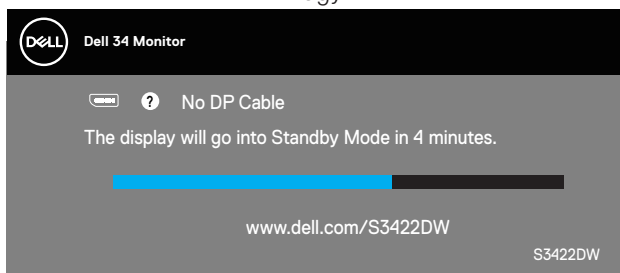 ogy
DELL
Dell 34 Monitor
? No DP Cable
The display will go into Standby Mode in 4 minutes.
www.dell.com/S3422DW
S3422DW